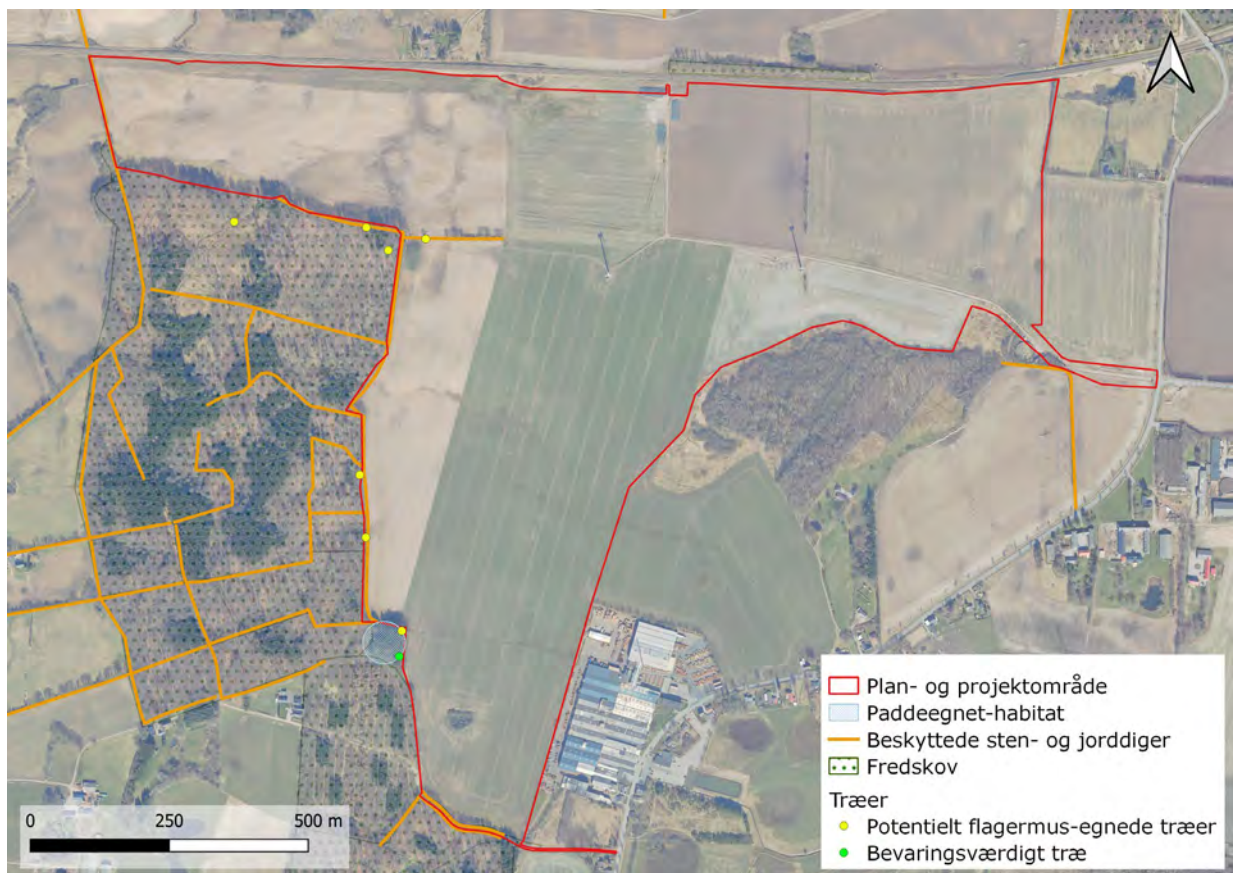 Plan- og projektområde
Paddeegnet-habitat
Beskyttede sten- og jorddiger
Fredskov
Træer
Potentielt flagermus-egnede træer
Bevaringsværdigt træ
0 250 500 m